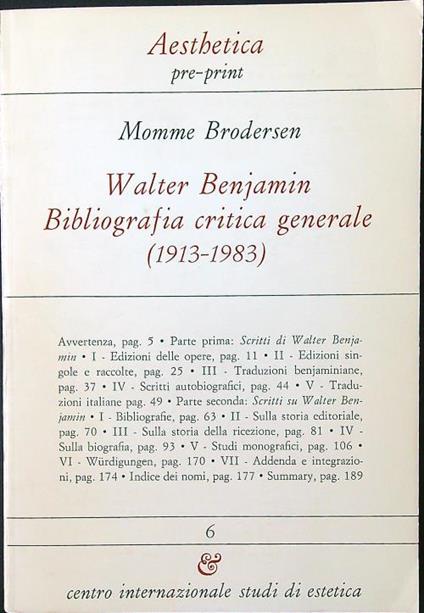 Aesthetica
pre-print
Momme Brodersen
Walter Benjamin
Bibliografia critica generale
(1913-1983)
Avvertenza, pag. 5 • Parte prima: Scritti di Walter Benja-
min • I - Edizioni delle opere, pag. 11 • II - Edizioni sin-
gole e raccolte, pag. 25 • III - Traduzioni benjaminiane,
pag. 37 • IV - Scritti autobiografici, pag. 44 • V - Tradu-
zioni italiane pag. 49 • Parte seconda: Scritti su Walter Ben-
jamin • I - Bibliografie, pag. 63 • II - Sulla storia editoriale,
pag. 70 • III - Sulla storia della ricezione, pag. 81 • IV -
Sulla biografia, pag. 93 • V - Studi monografici, pag. 106 •
VI - Würdigungen, pag. 170 • VII - Addenda e integrazio-
ni, pag. 174 • Indice dei nomi, pag. 177 • Summary, pag. 189
6
&
centro internazionale studi di estetica